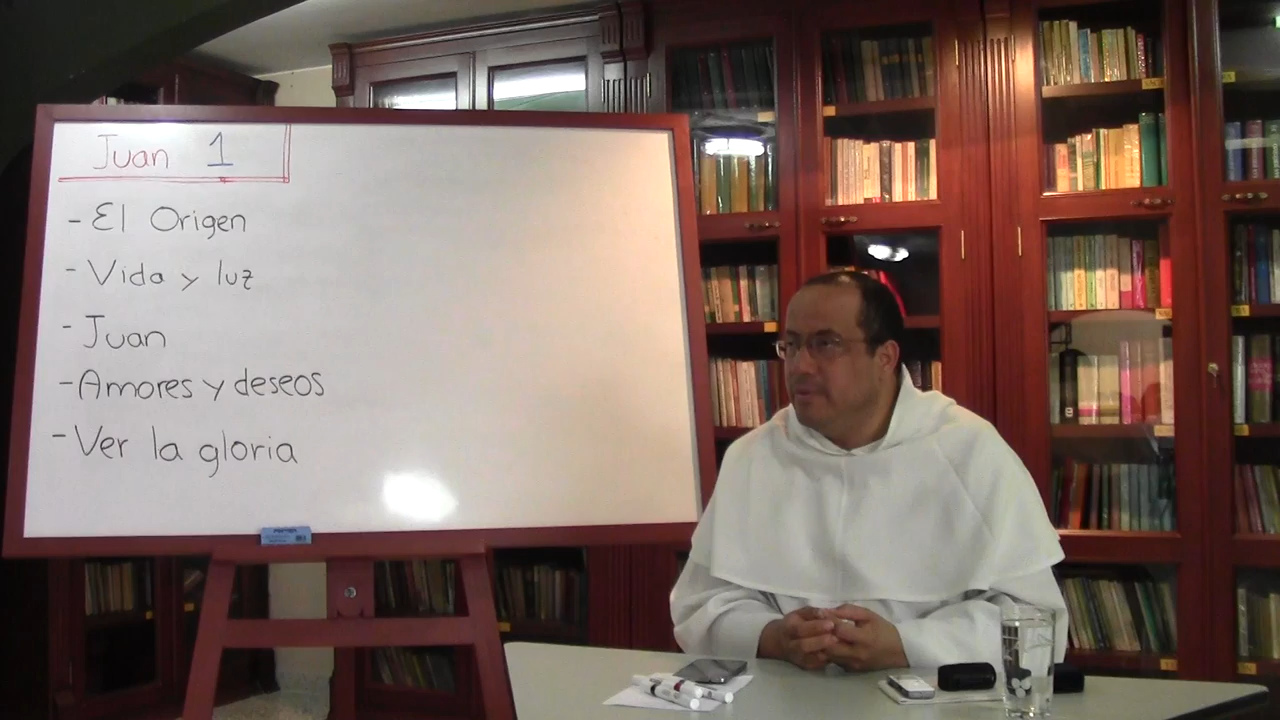 Juan 1
- El Origen
- Vida y luz
- Juan
- Amores y deseos
- Ver la gloria